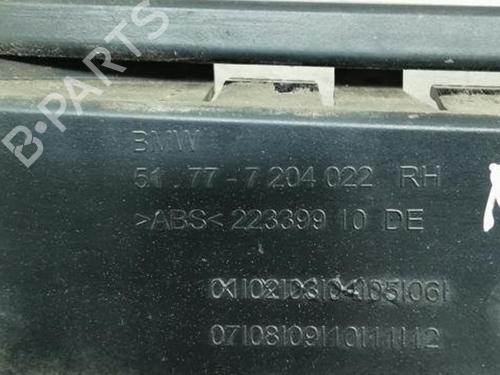 B-PARTS
BMW
51.77-7 204 022 RH
>ABS< 223399 10 DE
01|02|03|04|05|06|
07|08|09|10|11|12